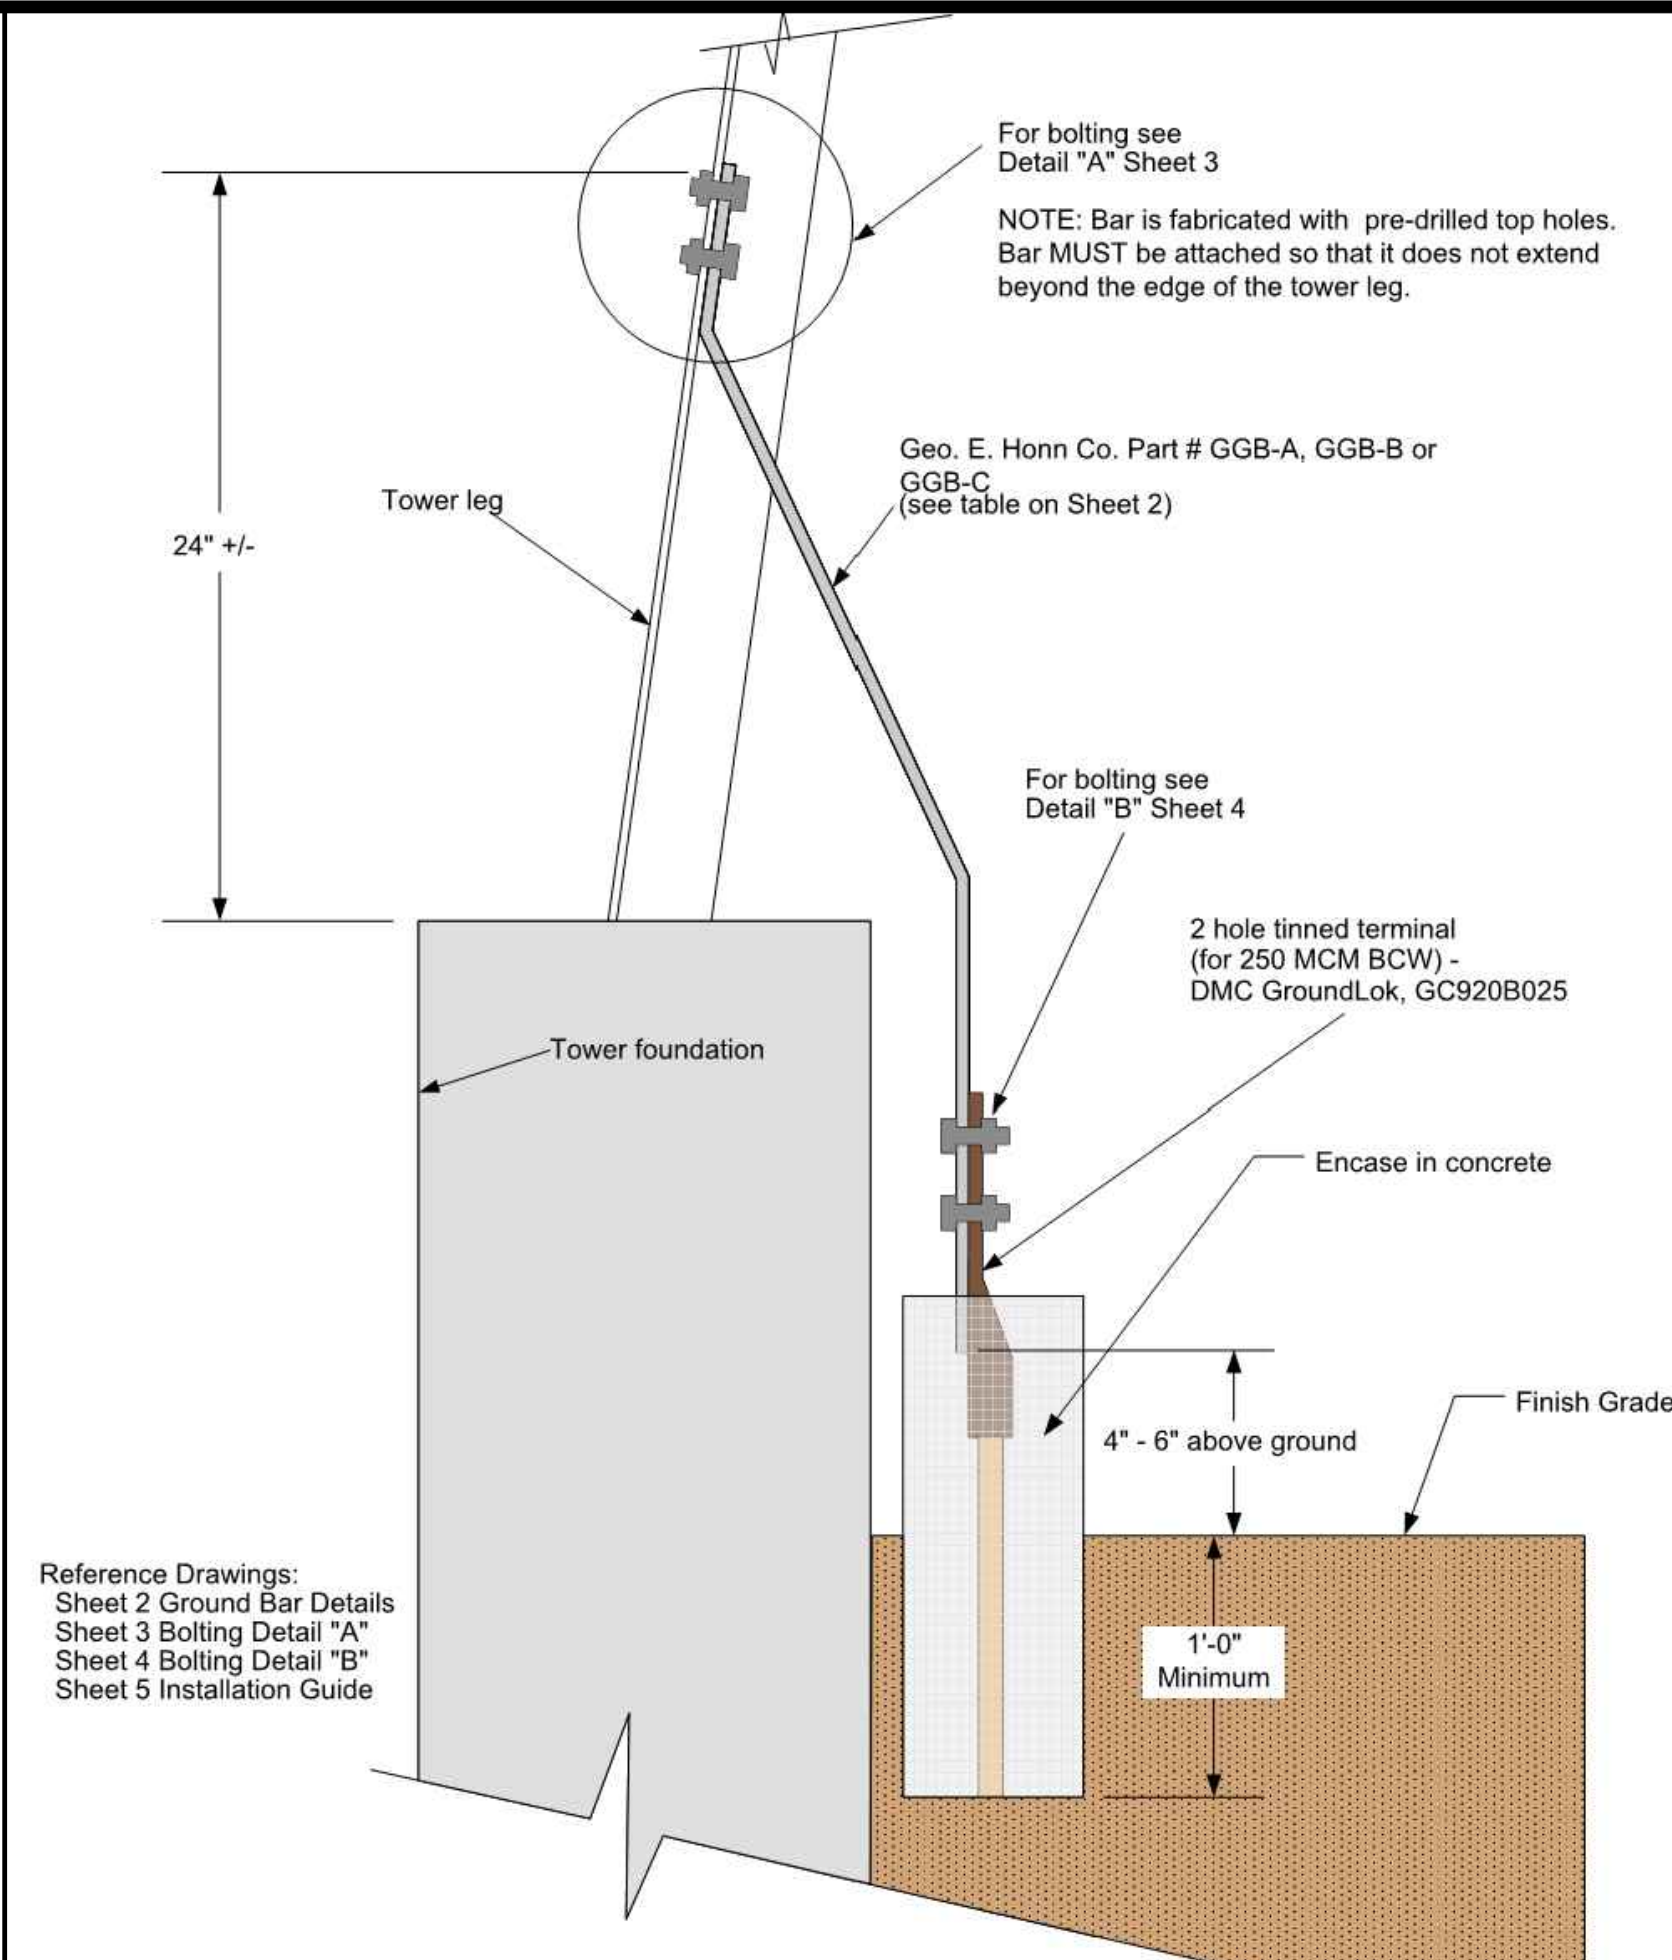 For bolting see
Detail "A" Sheet 3
NOTE: Bar is fabricated with pre-drilled top holes.
Bar MUST be attached so that it does not extend
beyond the edge of the tower leg.
Geo. E. Honn Co. Part # GGB-A, GGB-B or
GGB-C
(see table on Sheet 2)
Tower leg
24" +/-
For bolting see
Detail "B" Sheet 4
2 hole tinned terminal
(for 250 MCM BCW) -
DMC GroundLok, GC920B025
Tower foundation
Encase in concrete
Finish Grade
4" - 6" above ground
Reference Drawings:
Sheet 2 Ground Bar Details
Sheet 3 Bolting Detail "A"
Sheet 4 Bolting Detail "B"
Sheet 5 Installation Guide
1'-0"
Minimum